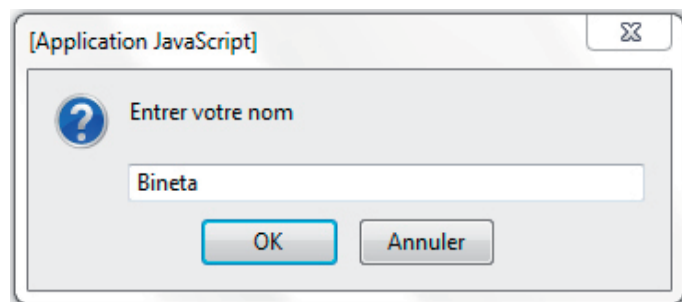 [Application JavaScript]
Entrer votre nom
Bineta
OK
Annuler